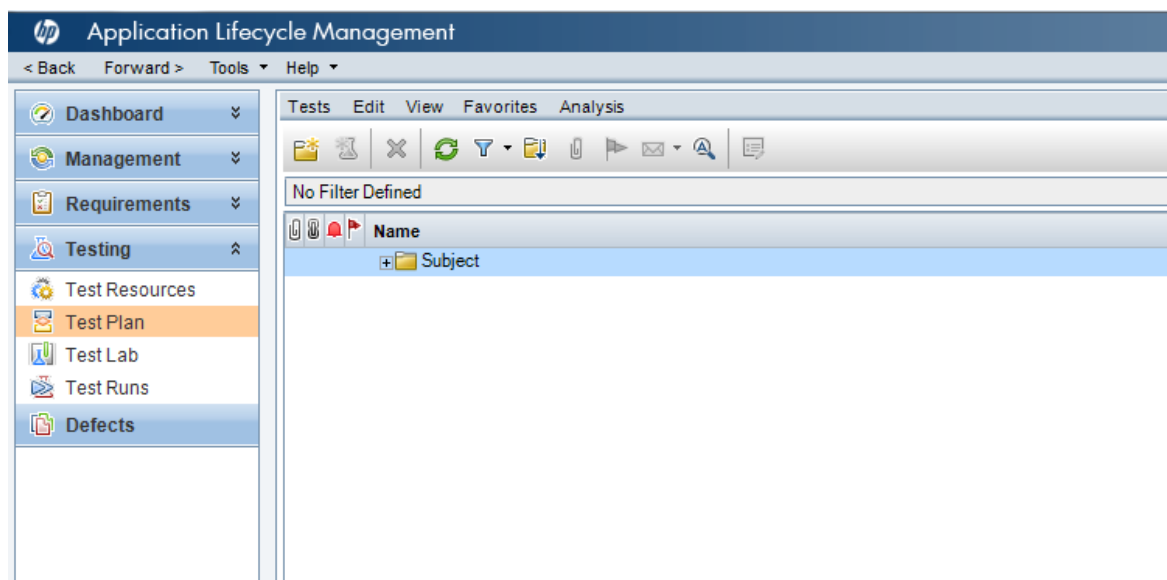 hp Application Lifecycle Management
< Back Forward > Tools Help
Dashboard
Management
Requirements
Testing
Test Resources
Test Plan
Test Lab
Test Runs
Defects
Tests Edit View Favorites Analysis
No Filter Defined
Name
Subject